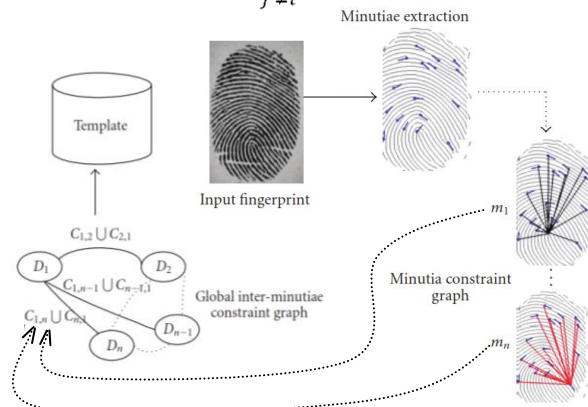 j≠i
Minutiae extraction
Template
Input fingerprint
m₁
C₁,₂ ⋃ C₂,₁
D₁
D₂
C₁,ₙ₋₁ ⋃ Cₙ₋₁,₁
Global inter-minutiae
constraint graph
Minutia constraint
graph
C₁,ₙ ⋃ Cₙ,₁
Dₙ₋₁
Dₙ
mₙ